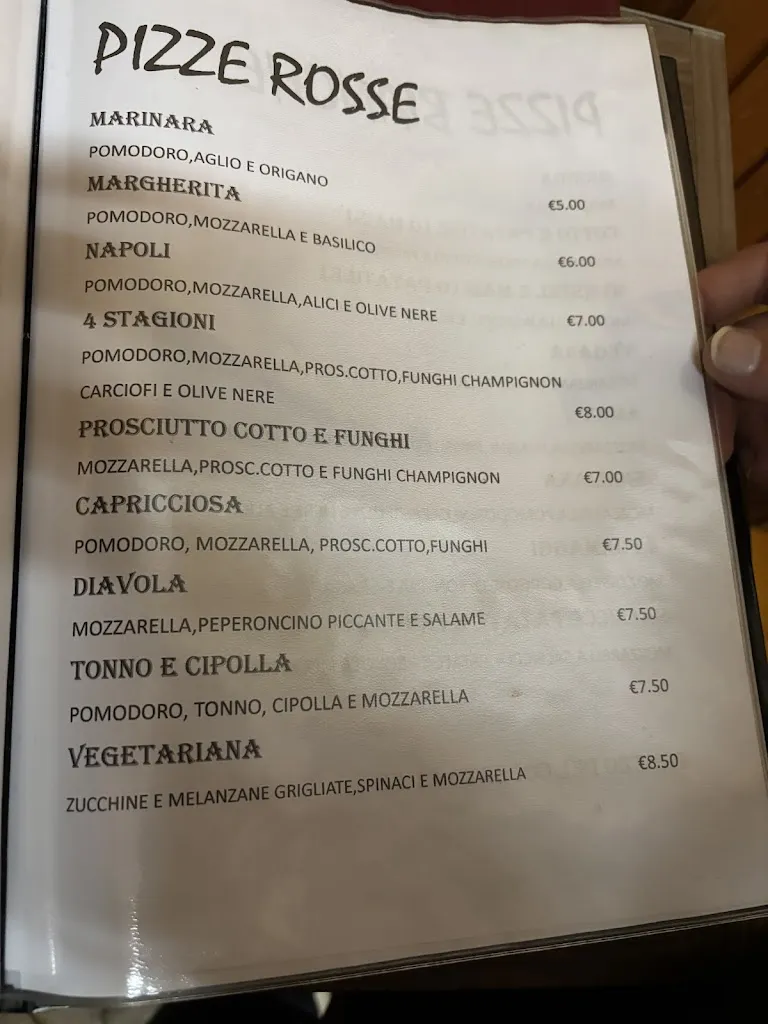 PIZZE ROSSE
MARINARA
POMODORO,AGLIO E ORIGANO €5.00
MARGHERITA
POMODORO,MOZZARELLA E BASILICO €6.00
NAPOLI
POMODORO,MOZZARELLA,ALICI E OLIVE NERE €7.00
4 STAGIONI
POMODORO,MOZZARELLA,PROS.COTTO,FUNGHI CHAMPIGNON
CARCIOFI E OLIVE NERE €8.00
PROSCIUTTO COTTO E FUNGHI
MOZZARELLA,PROSC.COTTO E FUNGHI CHAMPIGNON €7.00
CAPRICCIOSA
POMODORO, MOZZARELLA, PROSC.COTTO,FUNGHI €7.50
DIAVOLA
MOZZARELLA,PEPERONCINO PICCANTE E SALAME €7.50
TONNO E CIPOLLA
POMODORO, TONNO, CIPOLLA E MOZZARELLA €7.50
VEGETARIANA
ZUCCHINE E MELANZANE GRIGLIATE,SPINACI E MOZZARELLA €8.50